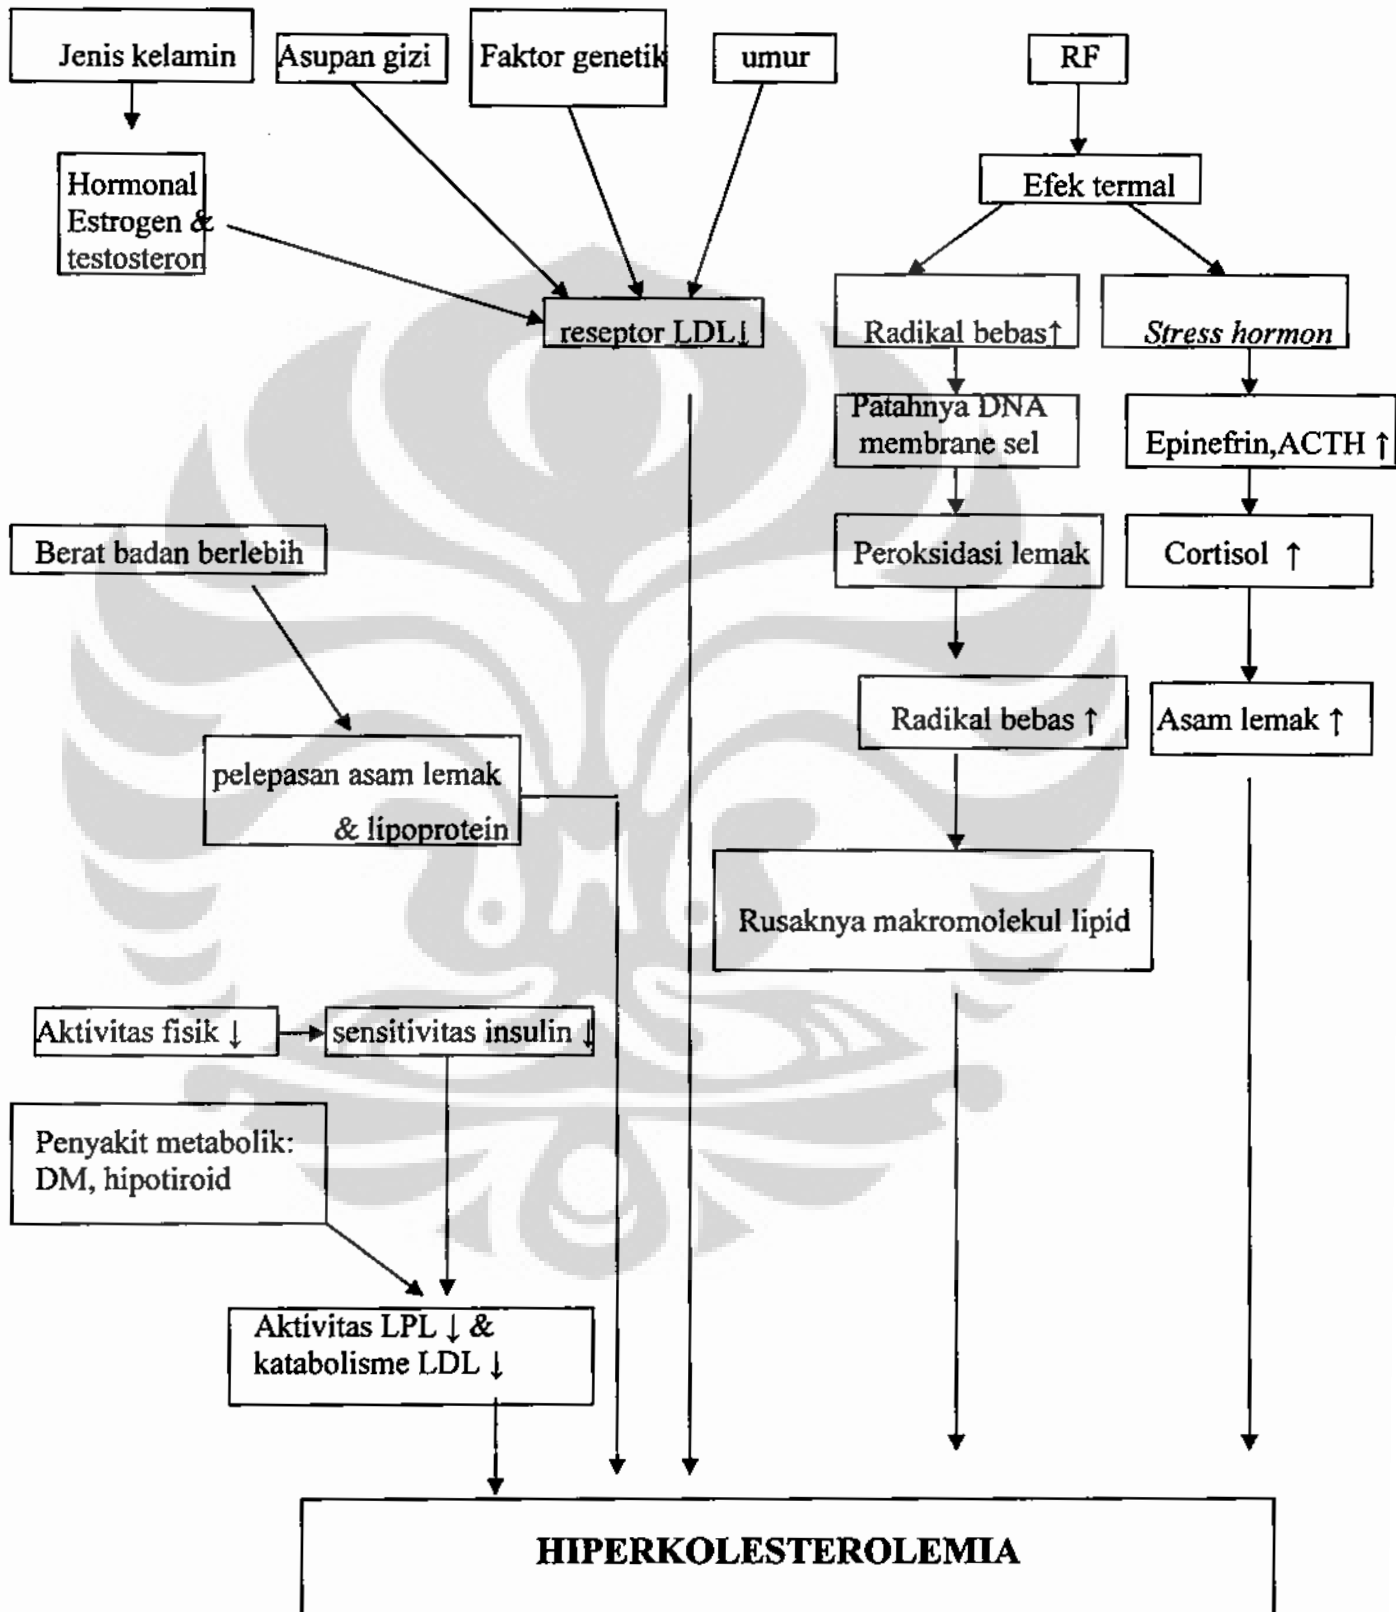 Jenis kelamin
Asupan gizi
Faktor genetik
umur
RF
Hormonal
Estrogen &
testosteron
Efek termal
reseptor LDL↓
Radikal bebas↑
Stress hormon
Patahnya DNA
membrane sel
Epinefrin,ACTH ↑
Berat badan berlebih
Peroksidasi lemak
Cortisol ↑
Radikal bebas ↑
Asam lemak ↑
pelepasan asam lemak
& lipoprotein
Rusaknya makromolekul lipid
Aktivitas fisik ↓
sensitivitas insulin ↓
Penyakit metabolik:
DM, hipotiroid
Aktivitas LPL ↓ &
katabolisme LDL ↓
HIPERKOLESTEROLEMIA